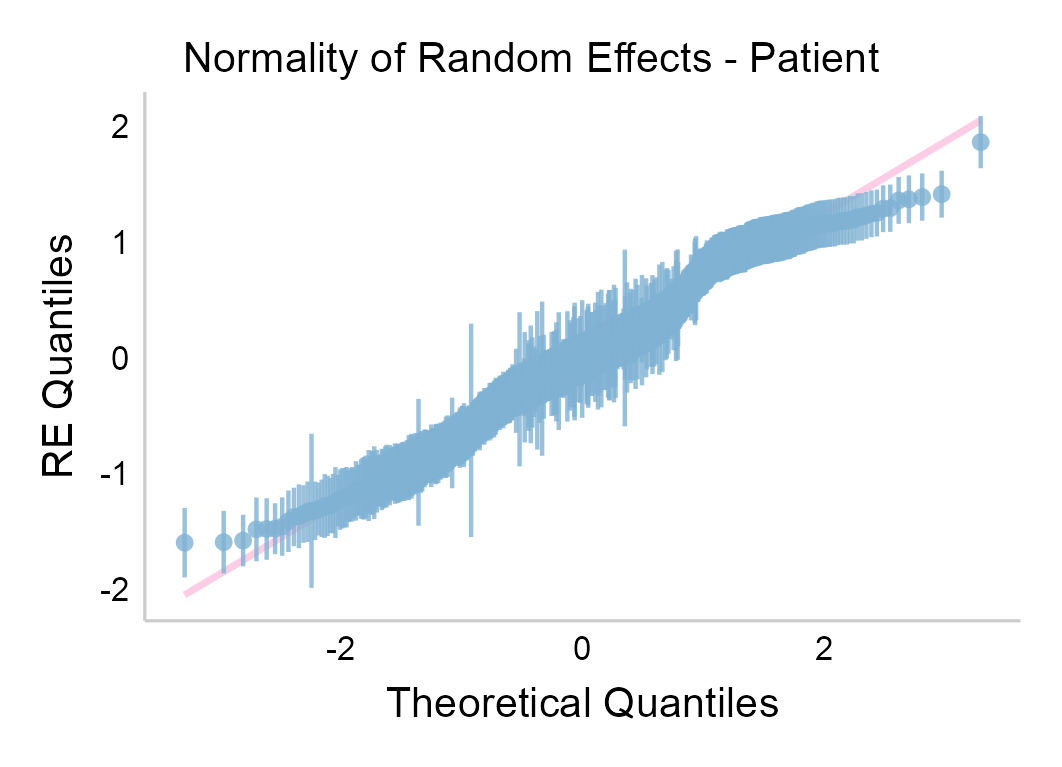 Normality of Random Effects - Patient
2
1
0
-1
-2
RE Quantiles
-2 0 2
Theoretical Quantiles